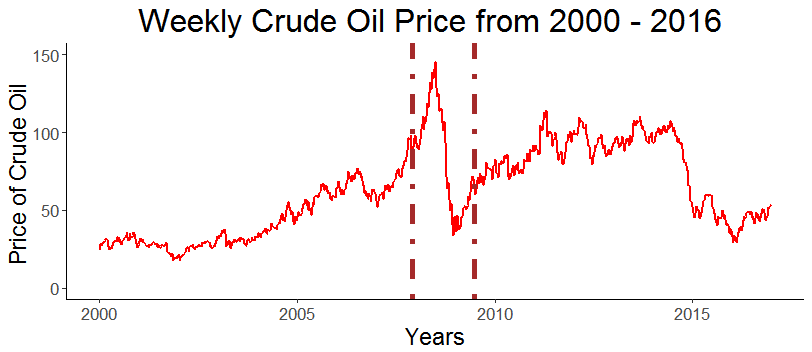 Weekly Crude Oil Price from 2000 - 2016
Price of Crude Oil
150
100
50
0
2000 2005 2010 2015
Years